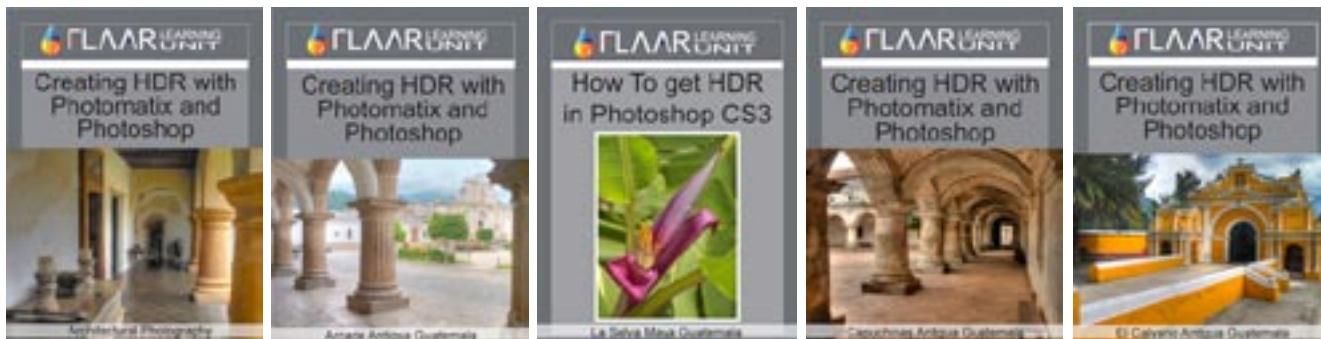 FLAAR LEARNING UNIT
Creating HDR with
Photomatix and
Photoshop
Architectural Photography
FLAAR LEARNING UNIT
Creating HDR with
Photomatix and
Photoshop
Antigua Guatemala
FLAAR LEARNING UNIT
How To get HDR
in Photoshop CS3
La Selva Maya Guatemala
FLAAR LEARNING UNIT
Creating HDR with
Photomatix and
Photoshop
Capuchinas Antigua Guatemala
FLAAR LEARNING UNIT
Creating HDR with
Photomatix and
Photoshop
El Calvario Antigua Guatemala